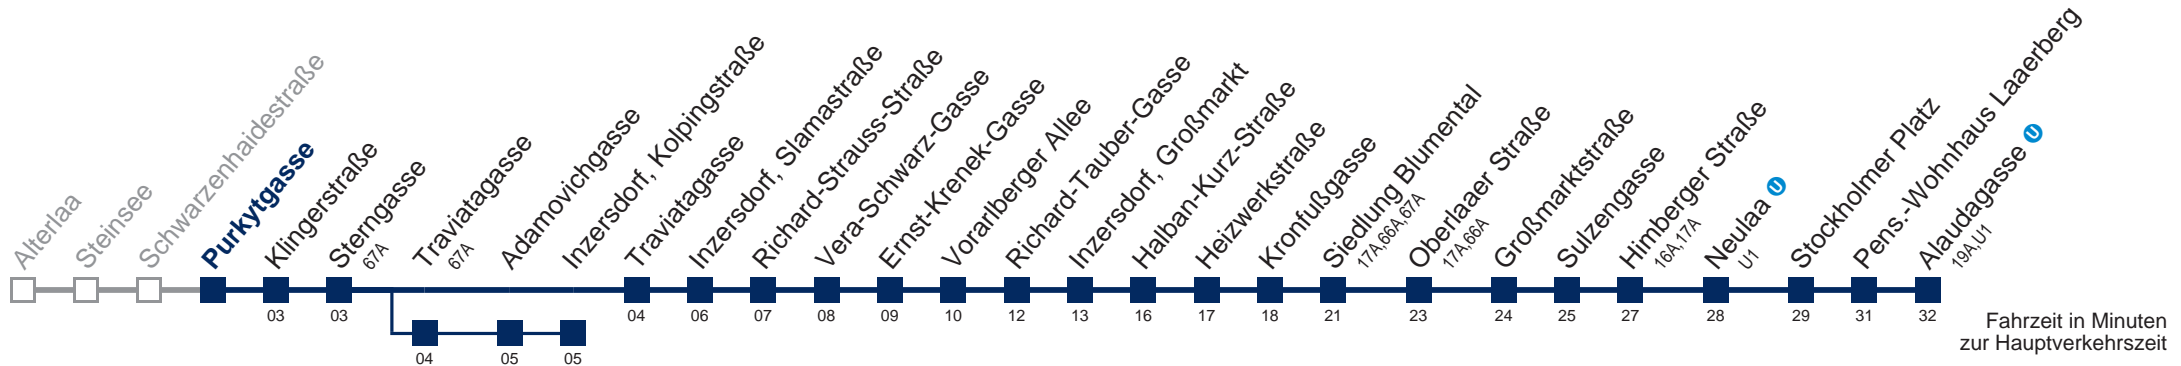 Alterlaa
Steinsee
Schwarzenhaidestraße
Purkytgasse
Klingerstraße
03
Sterngasse
67A
03
Traviatagasse
67A
04
Adamovichgasse
05
Inzersdorf, Kolpingstraße
05
Traviatagasse
04
Inzersdorf, Slamastraße
06
Richard-Strauss-Straße
07
Vera-Schwarz-Gasse
08
Ernst-Krenek-Gasse
09
Vorarlberger Allee
10
Richard-Tauber-Gasse
12
Inzersdorf, Großmarkt
13
Halban-Kurz-Straße
16
Heizwerkstraße
17
Kronfußgasse
18
Siedlung Blumental
17A,66A,67A
21
Oberlaaer Straße
17A,66A
23
Großmarktstraße
24
Sulzengasse
25
Himberger Straße
16A,17A
27
Neulaa U
U1
28
Stockholmer Platz
29
Pens.-Wohnhaus Laaerberg
31
Alaudagasse U
19A,U1
32
Fahrzeit in Minuten
zur Hauptverkehrszeit